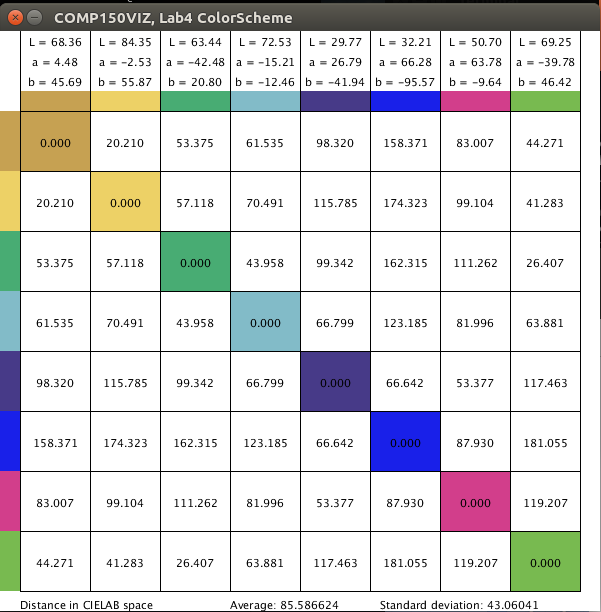 COMP150VIZ, Lab4 ColorScheme
L = 68.36 L = 84.35 L = 63.44 L = 72.53 L = 29.77 L = 32.21 L = 50.70 L = 69.25
a = 4.48 a = −2.53 a = −42.48 a = −15.21 a = 26.79 a = 66.28 a = 63.78 a = −39.78
b = 45.69 b = 55.87 b = 20.80 b = −12.46 b = −41.94 b = −95.57 b = −9.64 b = 46.42
0.000 20.210 53.375 61.535 98.320 158.371 83.007 44.271
20.210 0.000 57.118 70.491 115.785 174.323 99.104 41.283
53.375 57.118 0.000 43.958 99.342 162.315 111.262 26.407
61.535 70.491 43.958 0.000 66.799 123.185 81.996 63.881
98.320 115.785 99.342 66.799 0.000 66.642 53.377 117.463
158.371 174.323 162.315 123.185 66.642 0.000 87.930 181.055
83.007 99.104 111.262 81.996 53.377 87.930 0.000 119.207
44.271 41.283 26.407 63.881 117.463 181.055 119.207 0.000
Distance in CIELAB space Average: 85.586624 Standard deviation: 43.06041